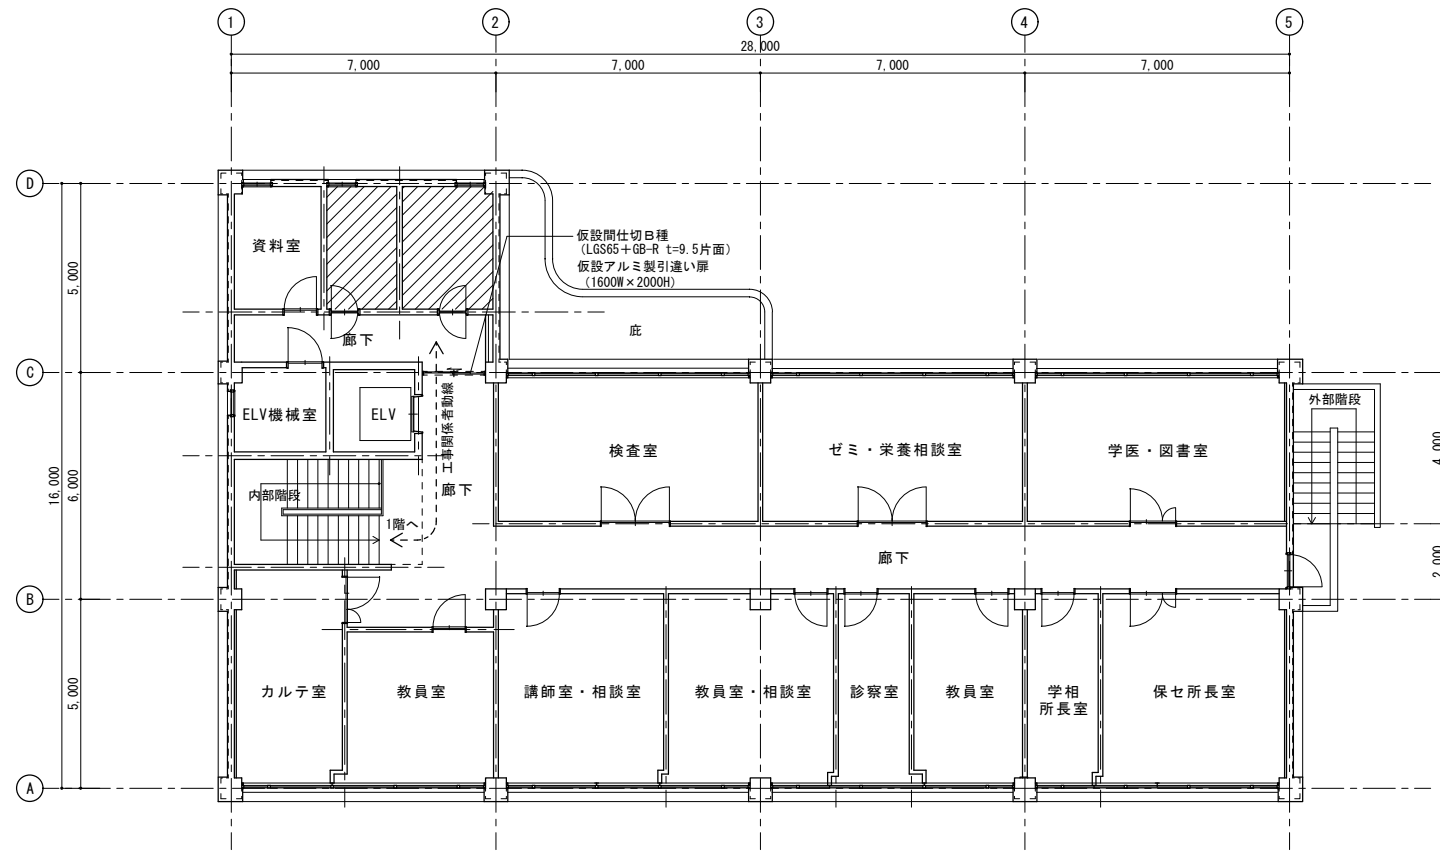 1
2
3
4
5
28,000
7,000
7,000
7,000
7,000
D
C
B
A
5,000
16,000
6,000
5,000
4,000
2,000
資料室
仮設間仕切B種
(LGS65+GB-R t=9.5片面)
仮設アルミ製引違い扉
(1600W×2000H)
庇
廊下
ELV機械室
ELV
工事関係者動線
検査室
ゼミ・栄養相談室
学医・図書室
外部階段
内部階段
廊下
1階へ
廊下
カルテ室
教員室
講師室・相談室
教員室・相談室
診察室
教員室
学相
所長室
保セ所長室